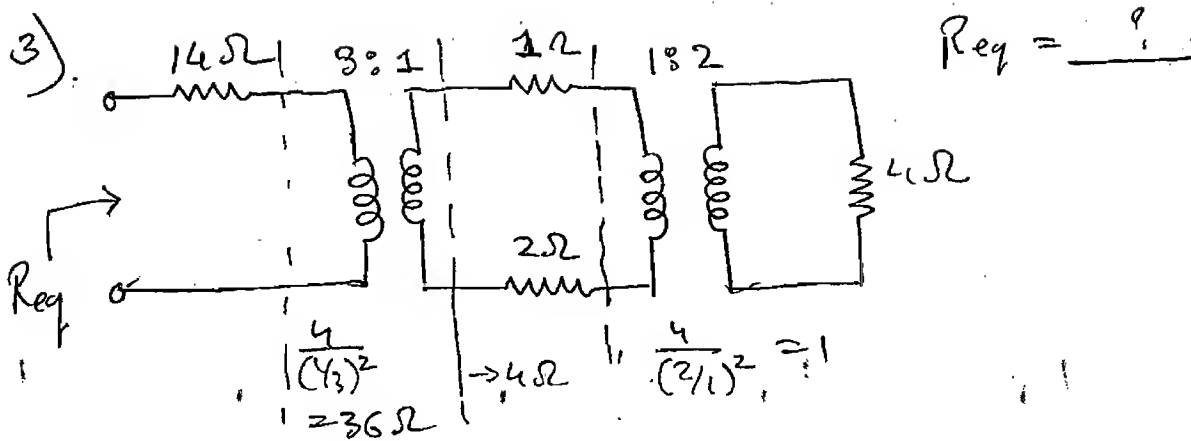 3). 14Ω 3:1 1Ω 1:2 Req = ?
4Ω
2Ω
Req
4/(1/3)² = 36Ω
→ 4Ω
4/(2/1)² = 1